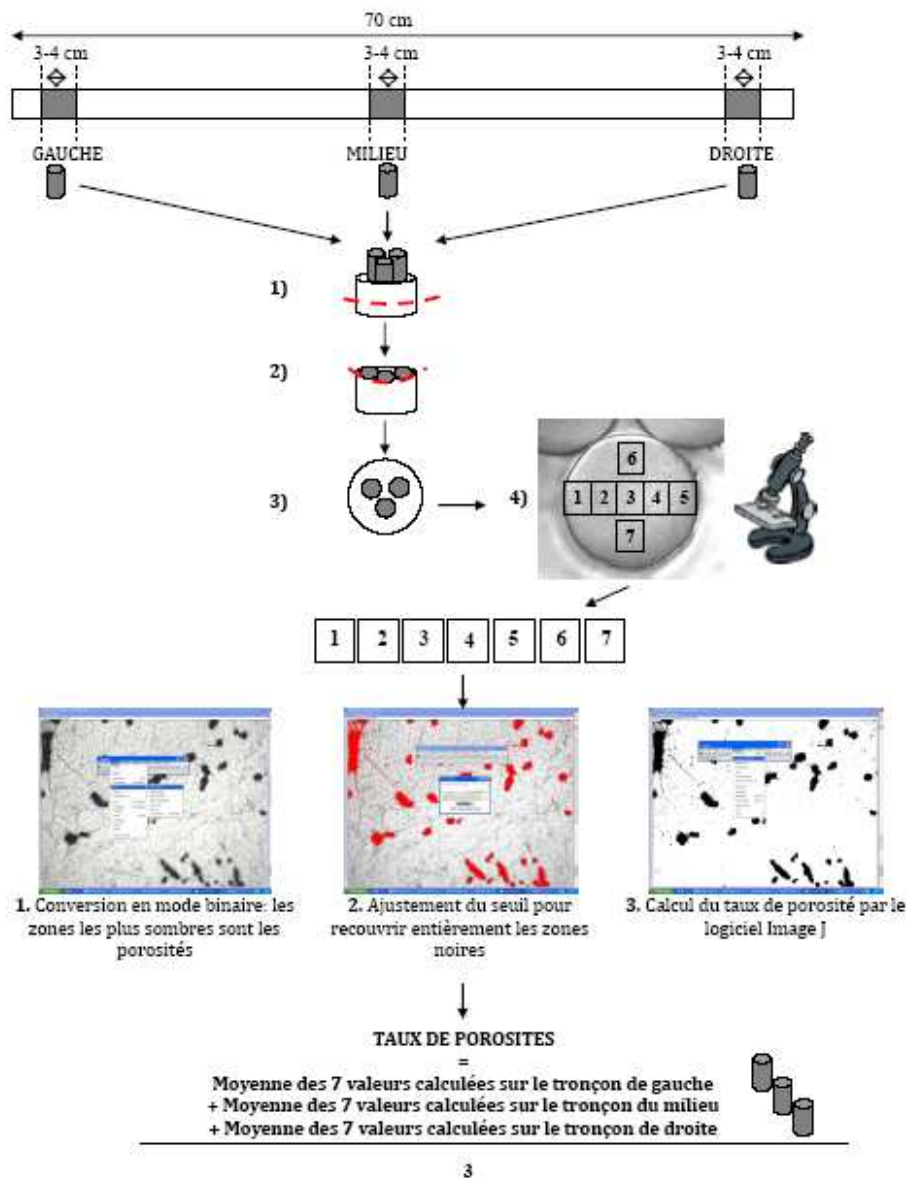 70 cm
3-4 cm 3-4 cm 3-4 cm
GAUCHE MILIEU DROITE
1)
2)
3)
4)
6
1 2 3 4 5
7
1 2 3 4 5 6 7
1. Conversion en mode binaire: les
zones les plus sombres sont les
porosités
2. Ajustement du seuil pour
recouvrir entièrement les zones
noires
3. Calcul du taux de porosité par le
logiciel Image J
TAUX DE POROSITES
=
Moyenne des 7 valeurs calculées sur le tronçon de gauche
+ Moyenne des 7 valeurs calculées sur le tronçon du milieu
+ Moyenne des 7 valeurs calculées sur le tronçon de droite
3